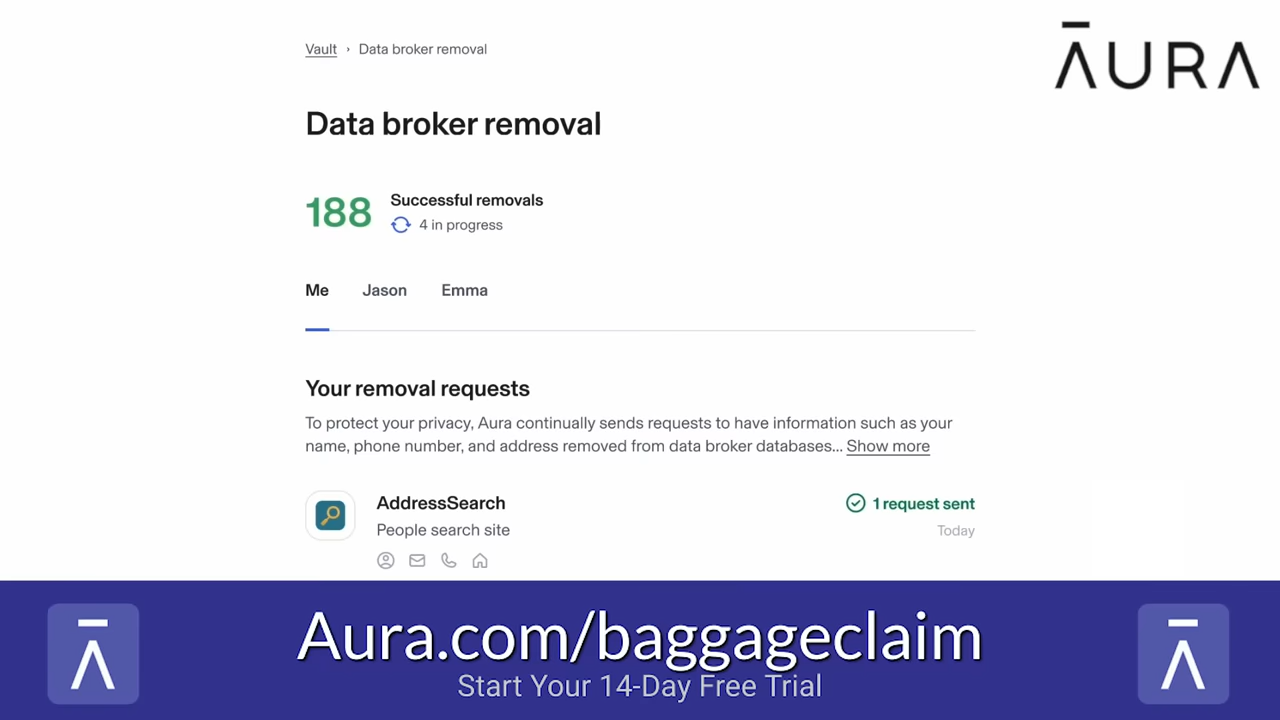 Vault › Data broker removal
ĀURA
Data broker removal
188
Successful removals
4 in progress
Me Jason Emma
Your removal requests
To protect your privacy, Aura continually sends requests to have information such as your
name, phone number, and address removed from data broker databases... Show more
AddressSearch
1 request sent
People search site
Today
Aura.com/baggageclaim
Start Your 14-Day Free Trial